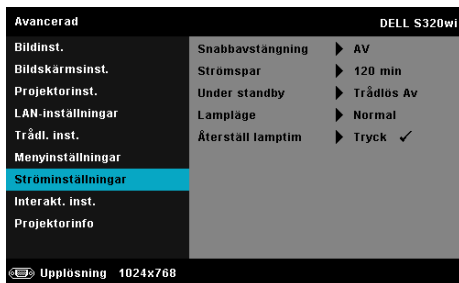 Avancerad DELL S320wi
Bildinst.
Bildskärmsinst.
Projektorinst.
LAN-inställningar
Trådl. inst.
Menyinställningar
Ströminställningar
Interakt. inst.
Projektorinfo
Snabbavstängning AV
Strömspar 120 min
Under standby Trådlös Av
Lampläge Normal
Återställ lamptim Tryck ✓
Upplösning 1024x768